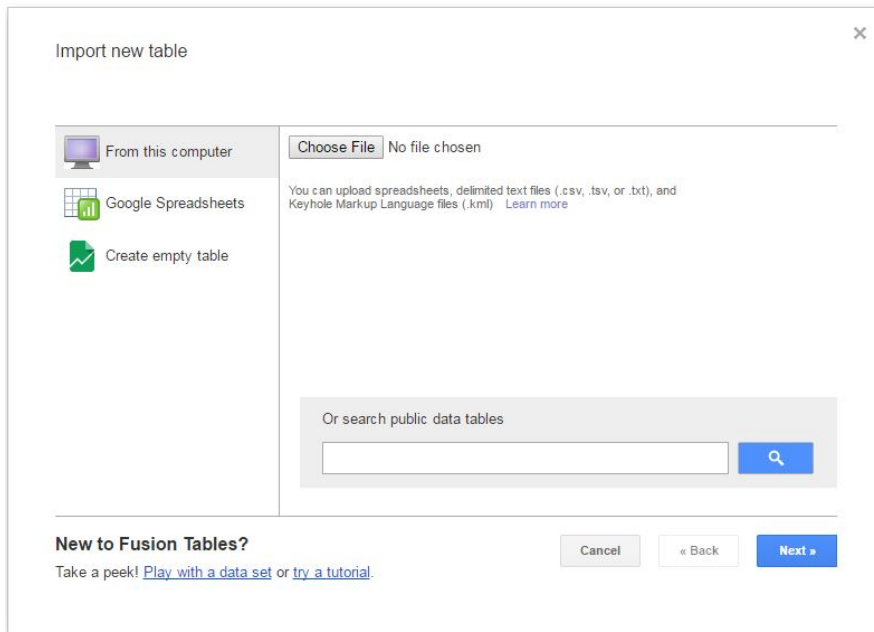 Import new table
From this computer
Choose File No file chosen
You can upload spreadsheets, delimited text files (.csv, .tsv, or .txt), and
Keyhole Markup Language files (.kml) Learn more
Google Spreadsheets
Create empty table
Or search public data tables
New to Fusion Tables?
Take a peek! Play with a data set or try a tutorial.
Cancel
« Back
Next »